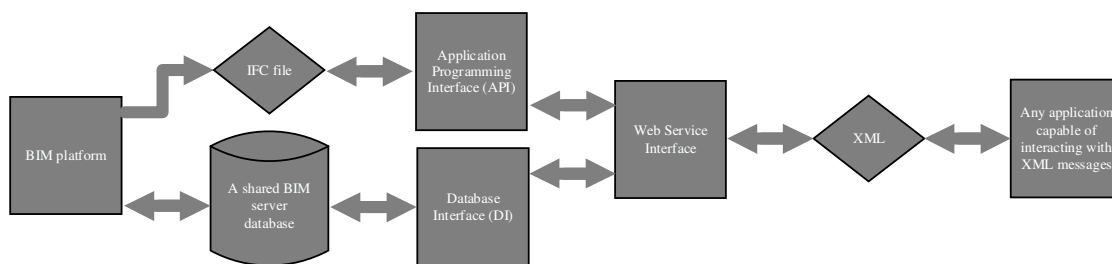 BIM platform
IFC file
A shared BIM
server
database
Application
Programming
Interface (API)
Database
Interface (DI)
Web Service
Interface
XML
Any application
capable of
interacting with
XML messages